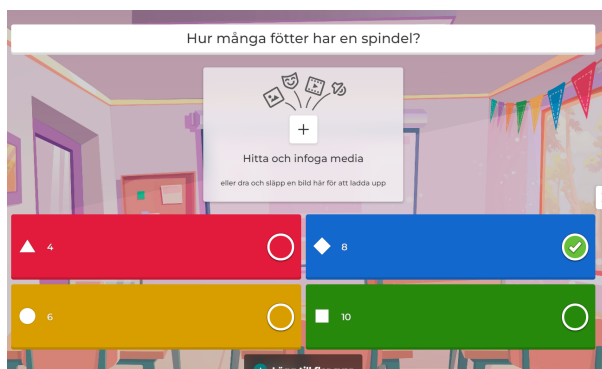 Hur många fötter har en spindel?
Hitta och infoga media
eller dra och släpp en bild här för att ladda upp
4
8
6
10